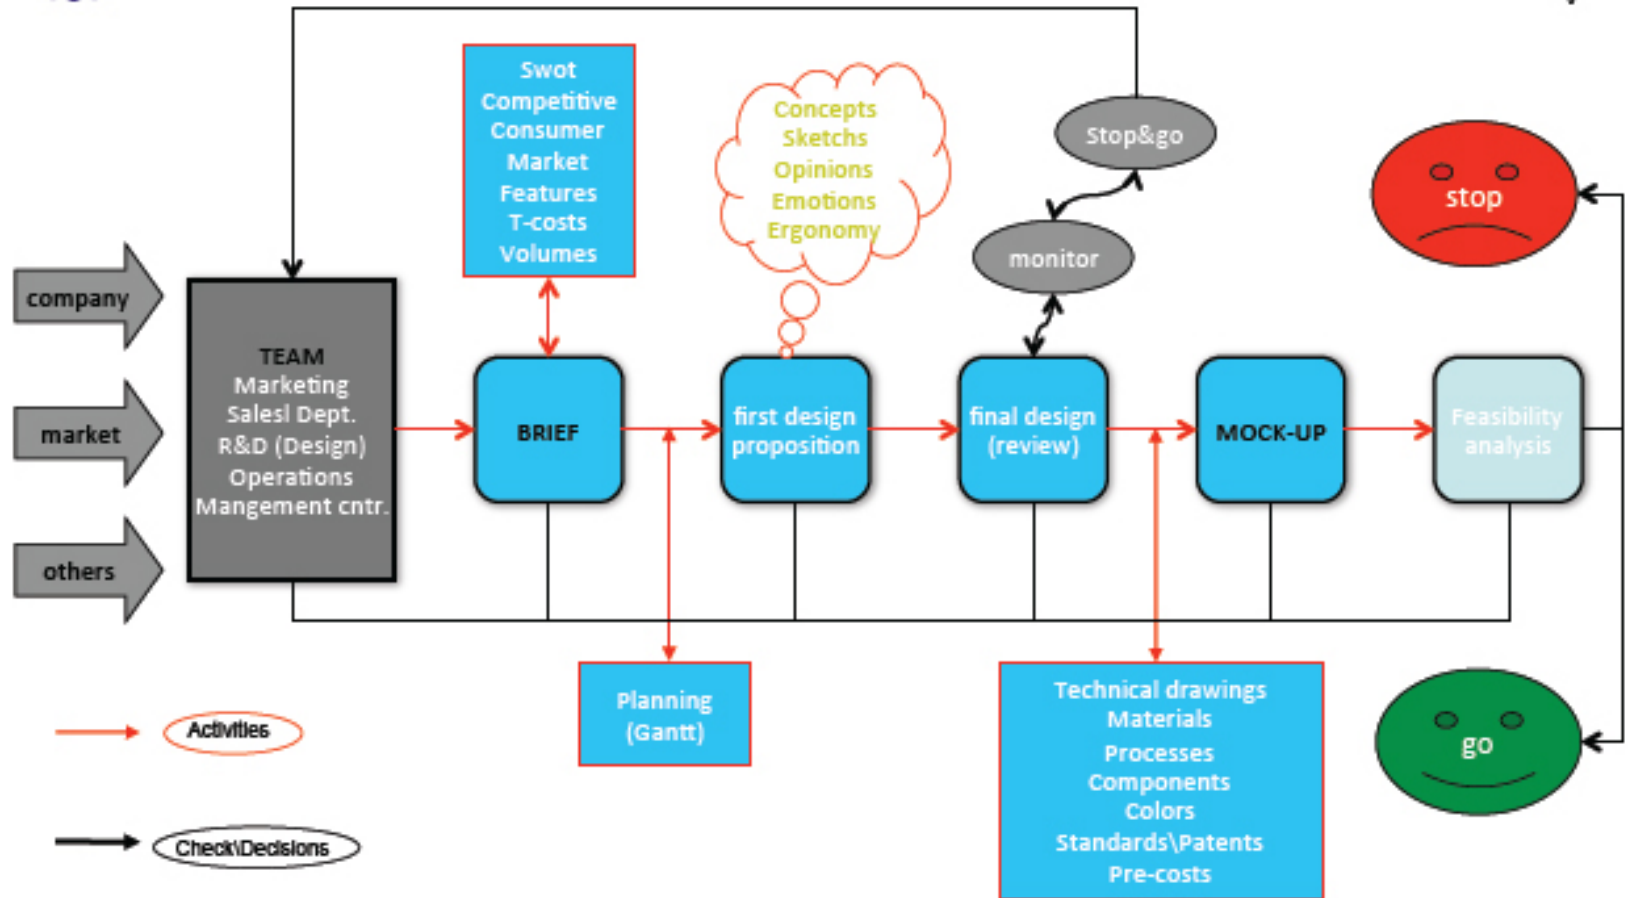 Swot
Competitive
Consumer
Market
Features
T-costs
Volumes
Concepts
Sketchs
Opinions
Emotions
Ergonomy
Stop&go
monitor
stop
company
market
others
TEAM
Marketing
Salesl Dept.
R&D (Design)
Operations
Mangement cntr.
BRIEF
first design
proposition
final design
(review)
MOCK-UP
Feasibility
analysis
Planning
(Gantt)
Technical drawings
Materials
Processes
Components
Colors
Standards\Patents
Pre-costs
go
Activities
Check\Decisions